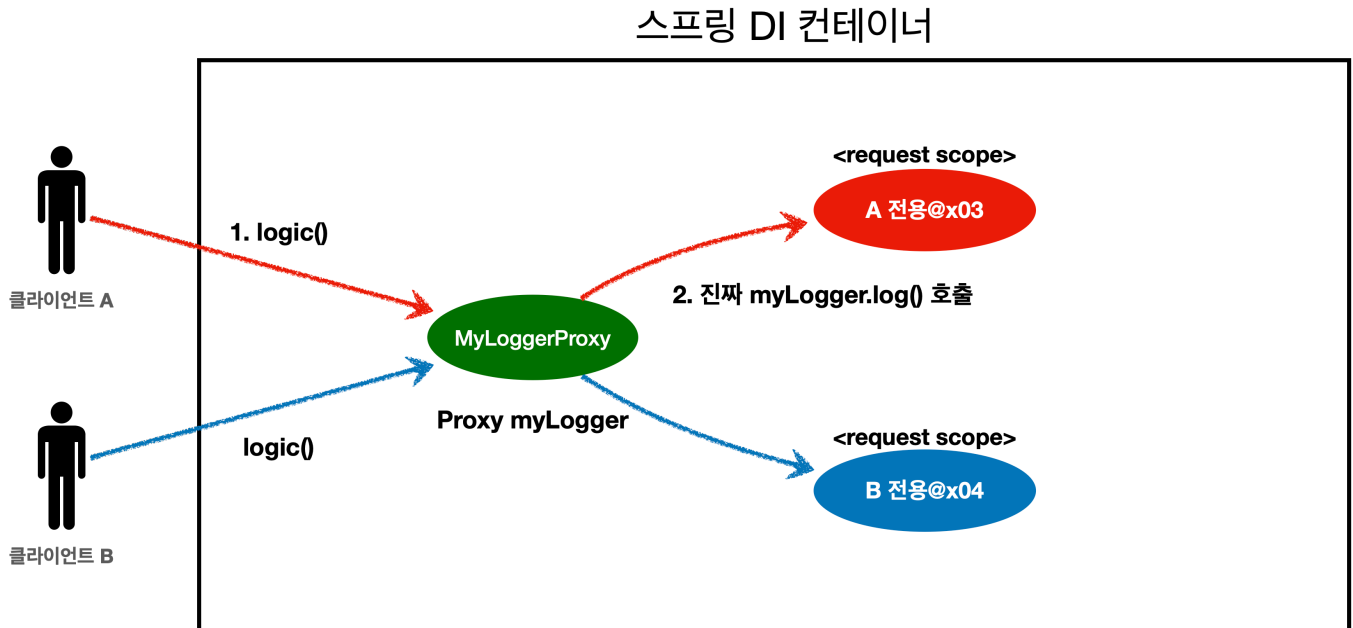 스프링 DI 컨테이너
<request scope>
A 전용@x03
1. logic()
클라이언트 A
2. 진짜 myLogger.log() 호출
MyLoggerProxy
Proxy myLogger
logic()
<request scope>
B 전용@x04
클라이언트 B